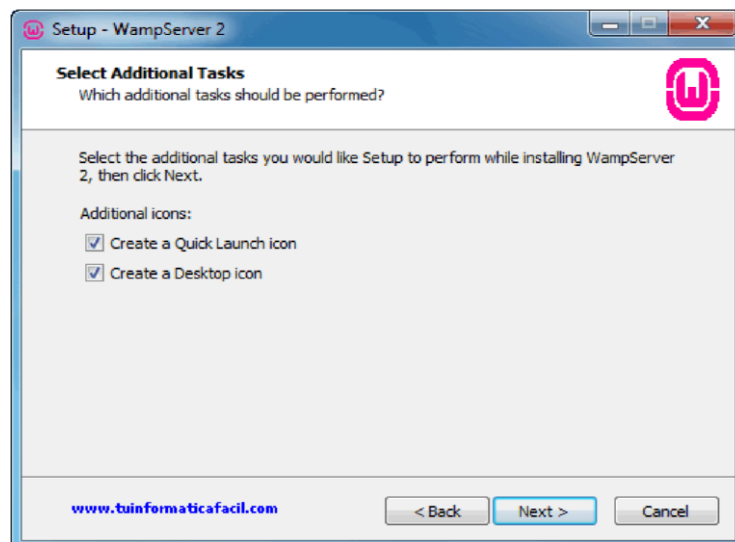 Setup - WampServer 2
Select Additional Tasks
Which additional tasks should be performed?
Select the additional tasks you would like Setup to perform while installing WampServer
2, then click Next.
Additional icons:
Create a Quick Launch icon
Create a Desktop icon
www.tuinformaticafacil.com
< Back
Next >
Cancel